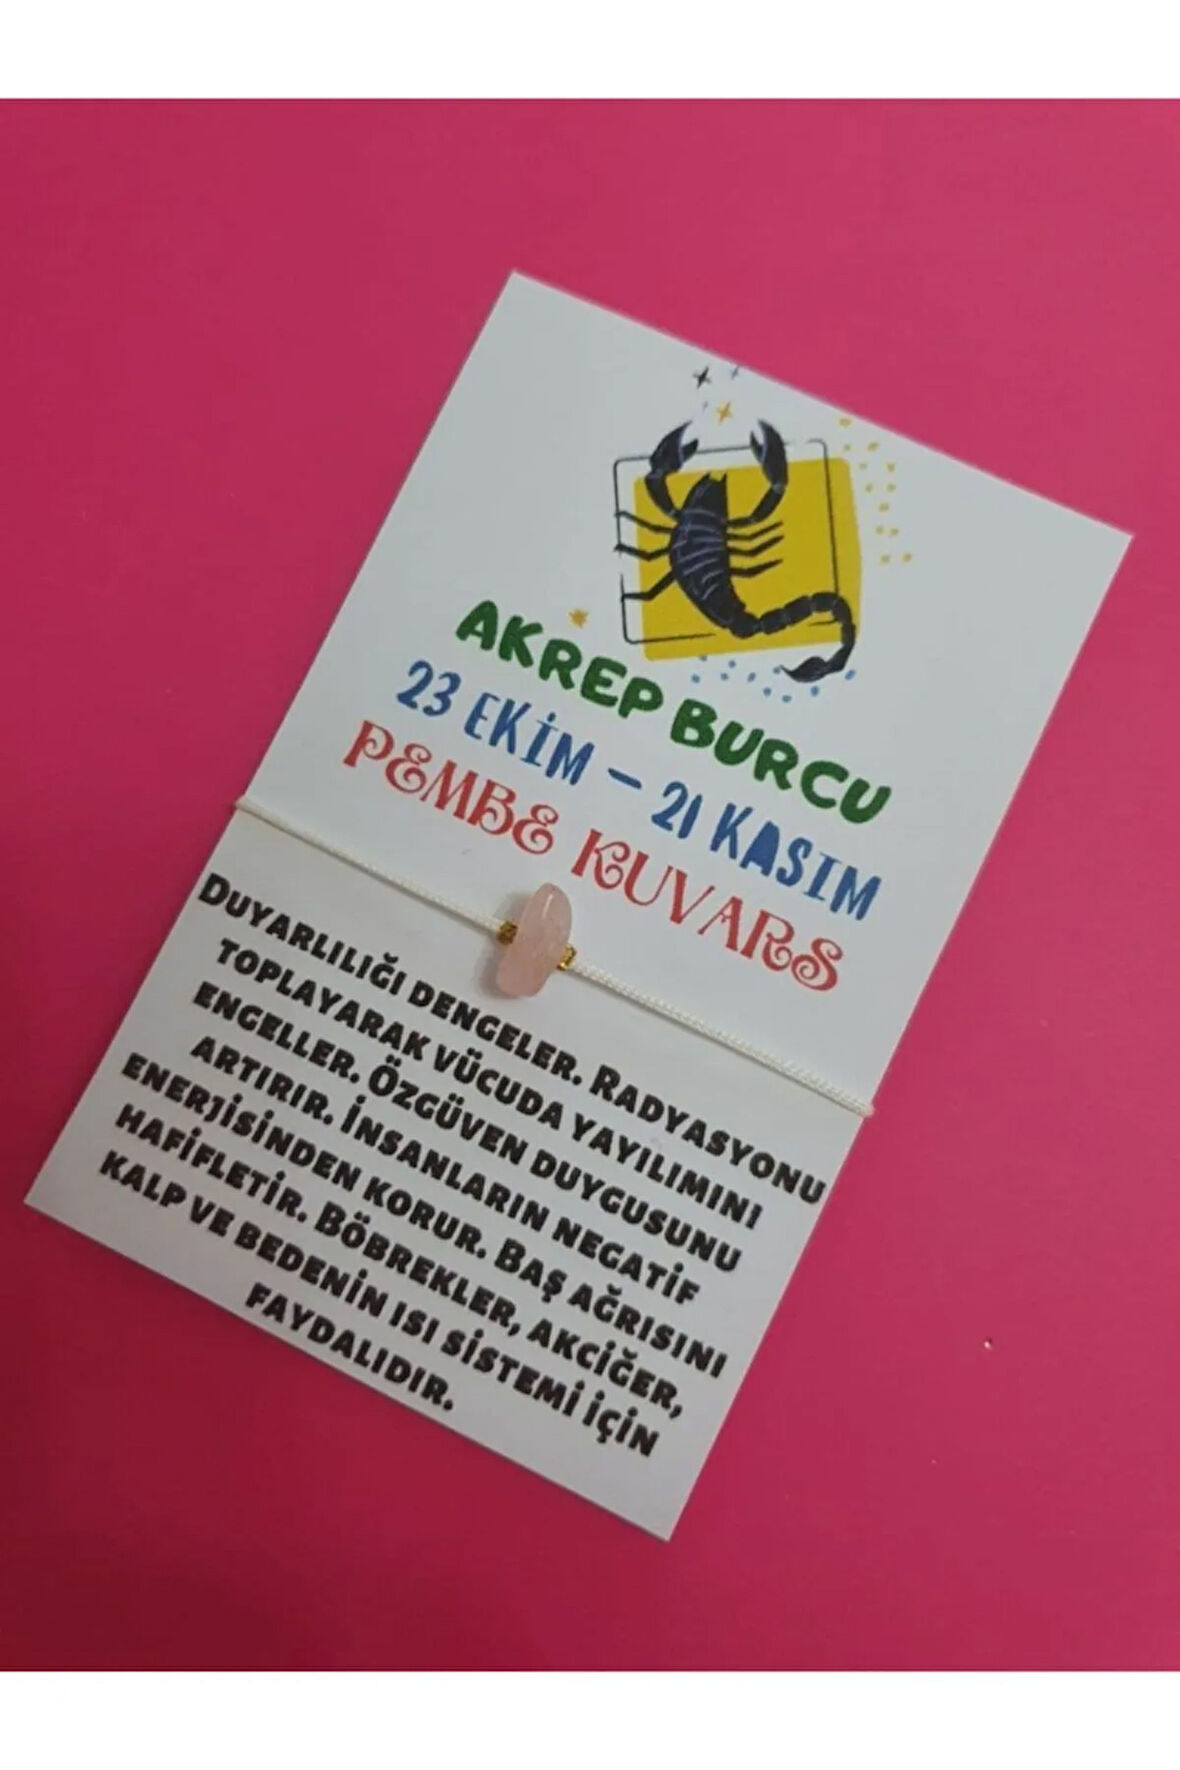 AKREP BURCU
23 EKİM – 21 KASIM
PEMBE KUVARS
DUYARLILIĞI DENGELER. RADYASYONU
TOPLAYARAK VÜCUDA YAYILIMINI
ENGELLER. ÖZGÜVEN DUYGUSUNU
ARTIRIR. İNSANLARIN NEGATİF
ENERJİSİNDEN KORUR. BAŞ AĞRISINI
HAFİFLETİR. BÖBREKLER, AKCİĞER,
KALP VE BEDENİN ISI SİSTEMİ İÇİN
FAYDALIDIR.